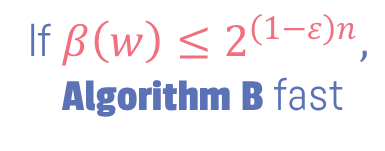 If β(w) ≤ 2^{(1−ε)n},
Algorithm B fast